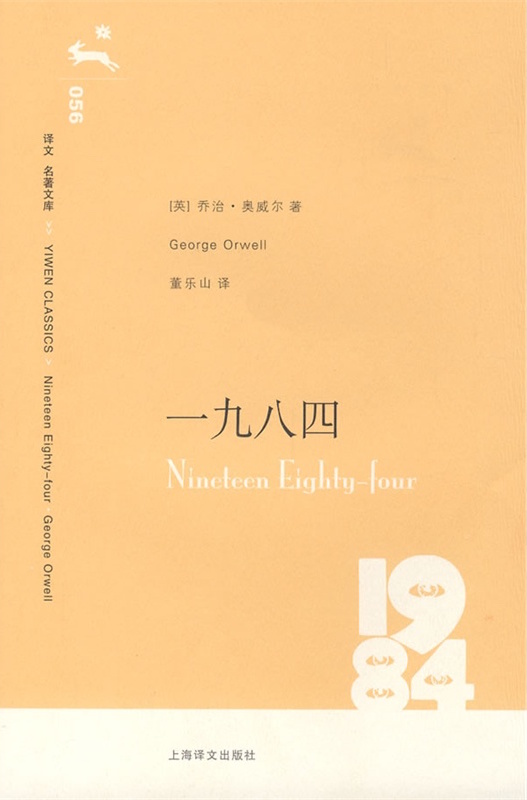 056
译文 名著文库 >> YIWEN CLASSICS > Nineteen Eighty-four · George Orwell
[英] 乔治·奥威尔 著
George Orwell
董乐山 译
一九八四
Nineteen Eighty-four
19
84
上海译文出版社